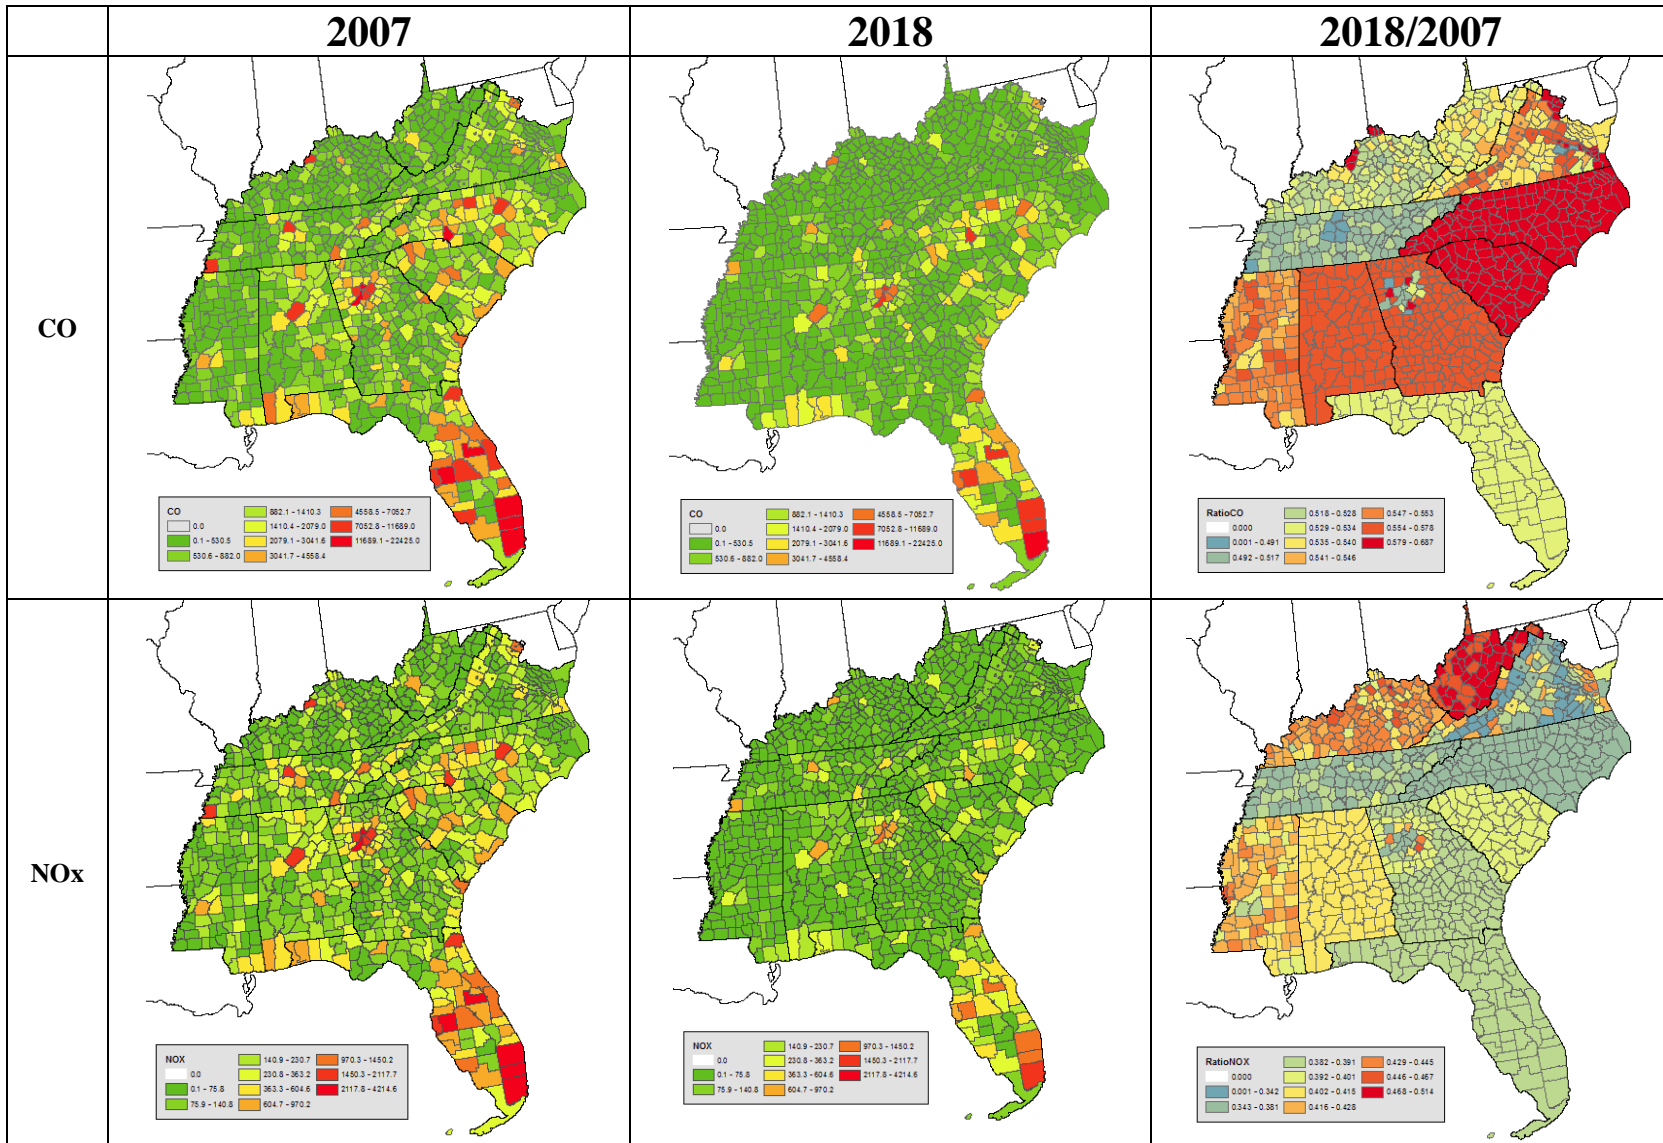 2007 2018 2018/2007
CO
CO 882.1 - 1410.3 4558.5 - 7052.7
0.0 1410.4 - 2079.0 7052.8 - 11689.0
0.1 - 530.5 2079.1 - 3041.6 11689.1 - 22425.0
530.6 - 882.0 3041.7 - 4558.4
CO 882.1 - 1410.3 4558.5 - 7052.7
0.0 1410.4 - 2079.0 7052.8 - 11689.0
0.1 - 530.5 2079.1 - 3041.6 11689.1 - 22425.0
530.6 - 882.0 3041.7 - 4558.4
RatioCO 0.518 - 0.528 0.547 - 0.553
0.000 0.529 - 0.534 0.554 - 0.578
0.001 - 0.491 0.535 - 0.540 0.579 - 0.687
0.492 - 0.517 0.541 - 0.546
NOx
NOX 140.9 - 230.7 970.3 - 1450.2
0.0 230.8 - 363.2 1450.3 - 2117.7
0.1 - 75.8 363.3 - 604.6 2117.8 - 4214.6
75.9 - 140.8 604.7 - 970.2
NOX 140.9 - 230.7 970.3 - 1450.2
0.0 230.8 - 363.2 1450.3 - 2117.7
0.1 - 75.8 363.3 - 604.6 2117.8 - 4214.6
75.9 - 140.8 604.7 - 970.2
RatioNOX 0.382 - 0.391 0.429 - 0.445
0.000 0.392 - 0.401 0.446 - 0.467
0.001 - 0.342 0.402 - 0.415 0.468 - 0.514
0.343 - 0.381 0.416 - 0.428